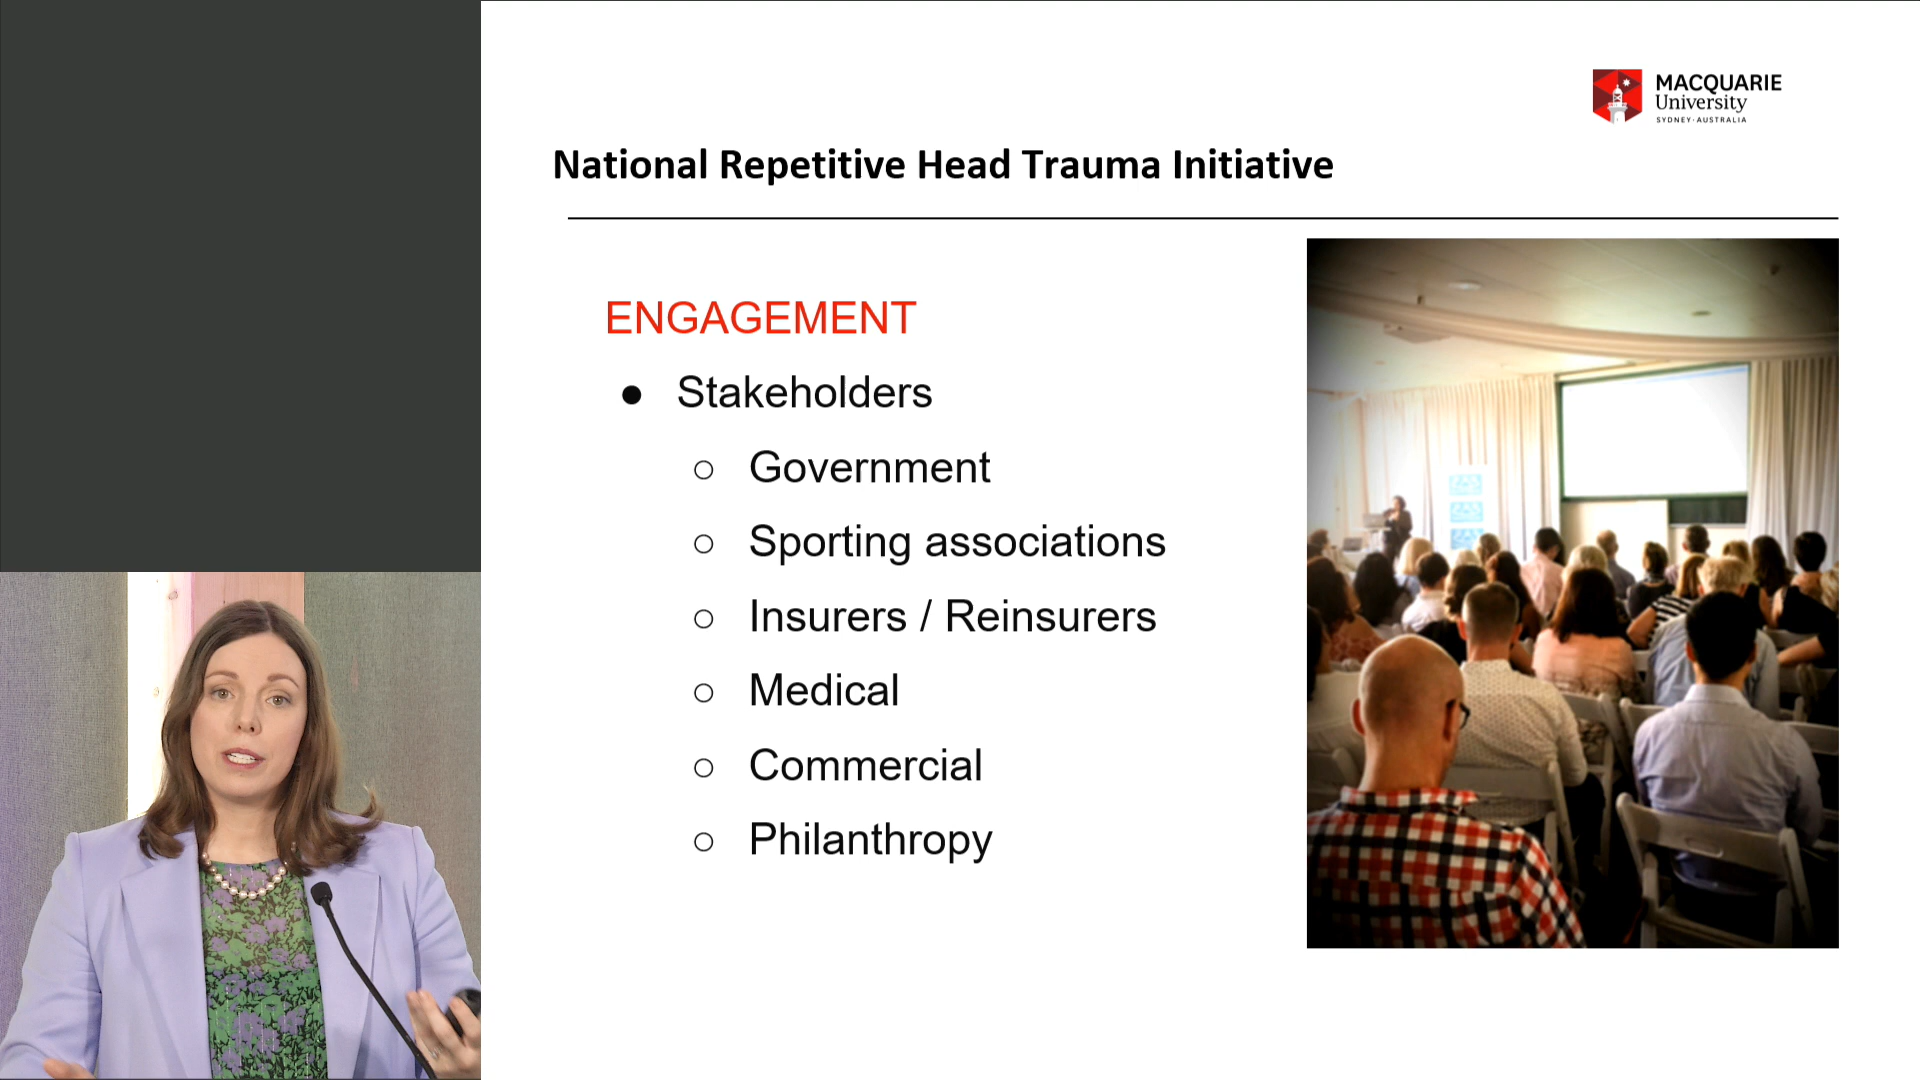 MACQUARIE
University
SYDNEY·AUSTRALIA
National Repetitive Head Trauma Initiative
ENGAGEMENT
● Stakeholders
○ Government
○ Sporting associations
○ Insurers / Reinsurers
○ Medical
○ Commercial
○ Philanthropy